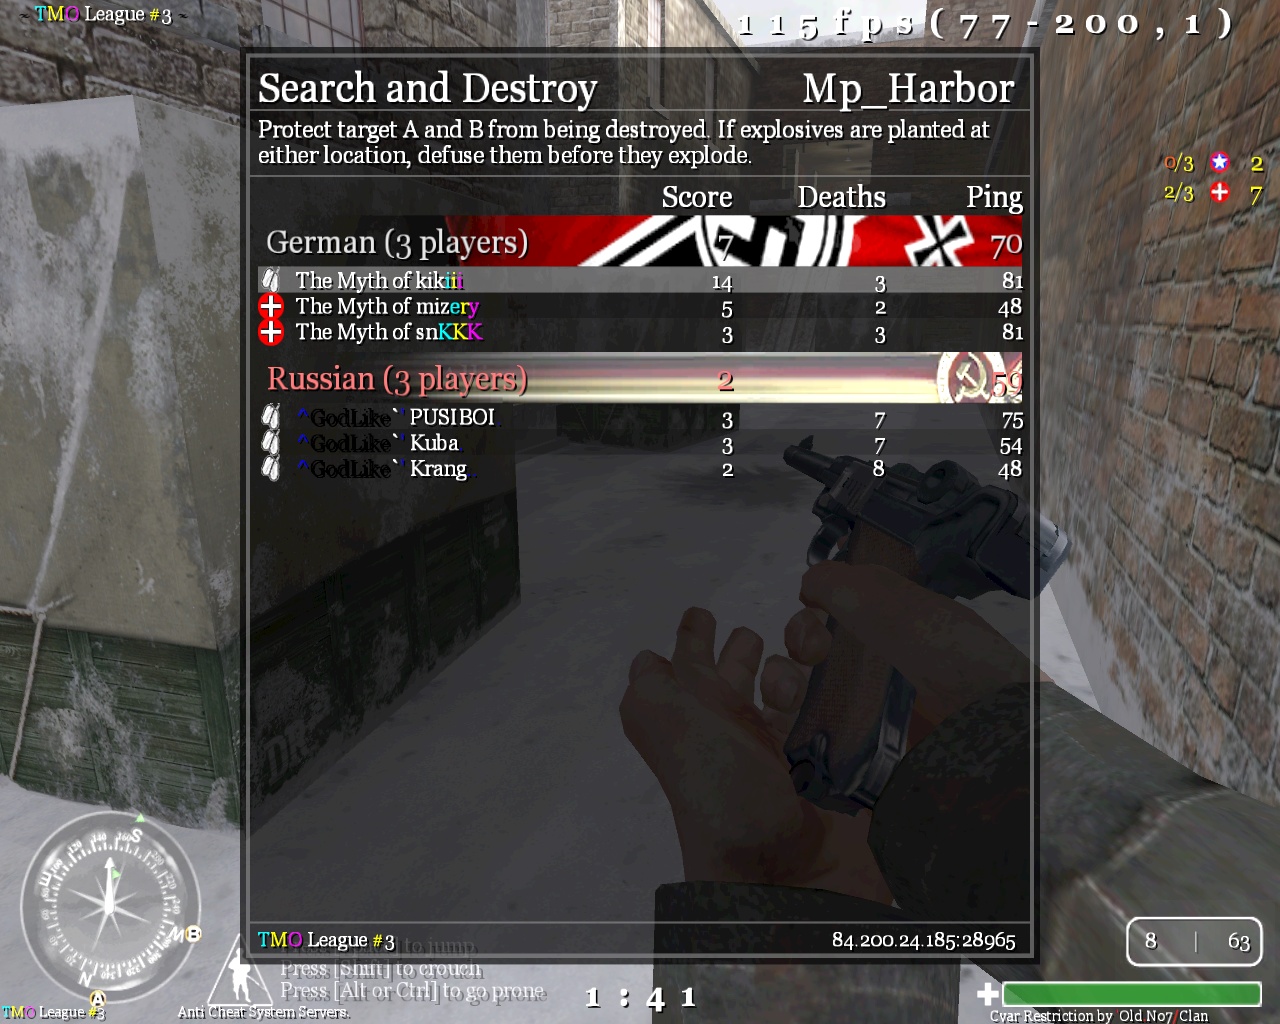 ~ TMO League #3 ~
115fps(77-200,1)
Search and Destroy Mp_Harbor
Protect target A and B from being destroyed. If explosives are planted at
either location, defuse them before they explode.
0/3 2
2/3 7
Score Deaths Ping
German (3 players) 7 70
The Myth of kikiii 14 3 81
The Myth of mizery 5 2 48
The Myth of snKKK 3 3 81
Russian (3 players) 2 59
^GodLike`' PUSIBOI 3 7 75
^GodLike`' Kuba 3 7 54
^GodLike`' Krang 2 8 48
TMO League #3 84.200.24.185:28965
to jump
Press [Shift] to crouch
Press [Alt or Ctrl] to go prone
8 | 63
1:41
TMO League #3
Anti Cheat System Servers.
Cvar Restriction by Old No7 Clan
S
N
B
A